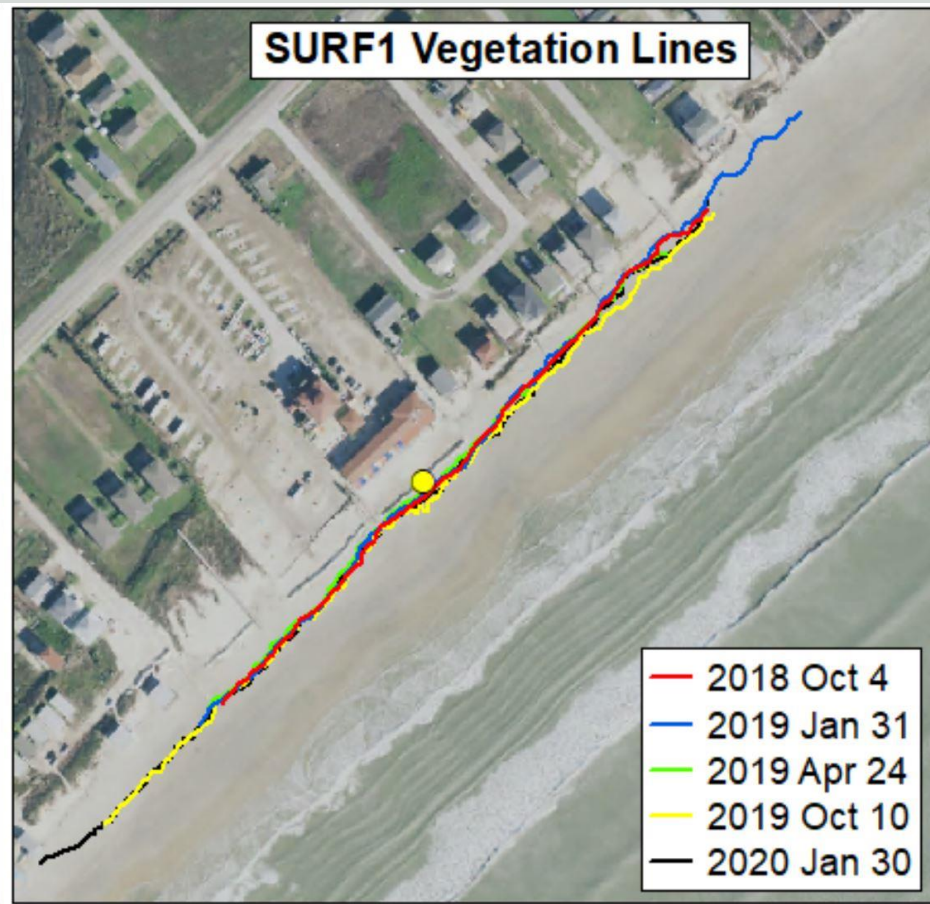 SURF1 Vegetation Lines
2018 Oct 4
2019 Jan 31
2019 Apr 24
2019 Oct 10
2020 Jan 30